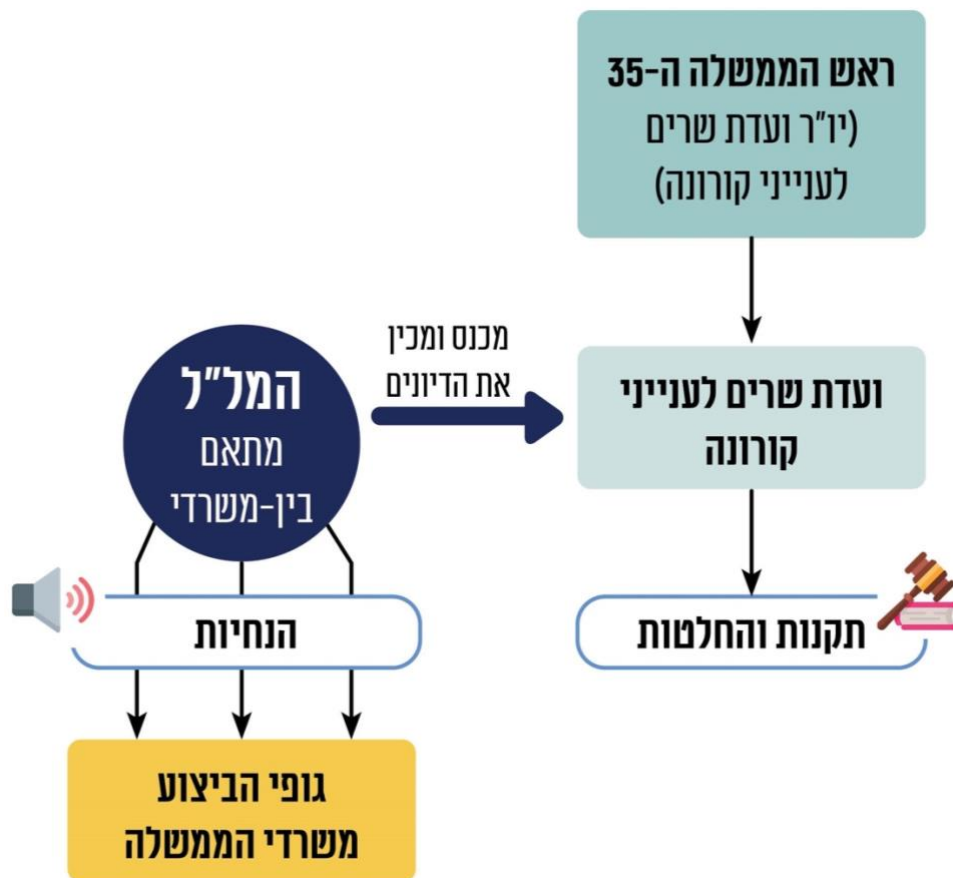 ראש הממשלה ה-35
(יו"ר ועדת שרים
לענייני קורונה)
מכנס ומכין
את הדיונים
ועדת שרים לענייני
קורונה
המל"ל
מתאם
בין-משרדי
תקנות והחלטות
הנחיות
גופי הביצוע
משרדי הממשלה